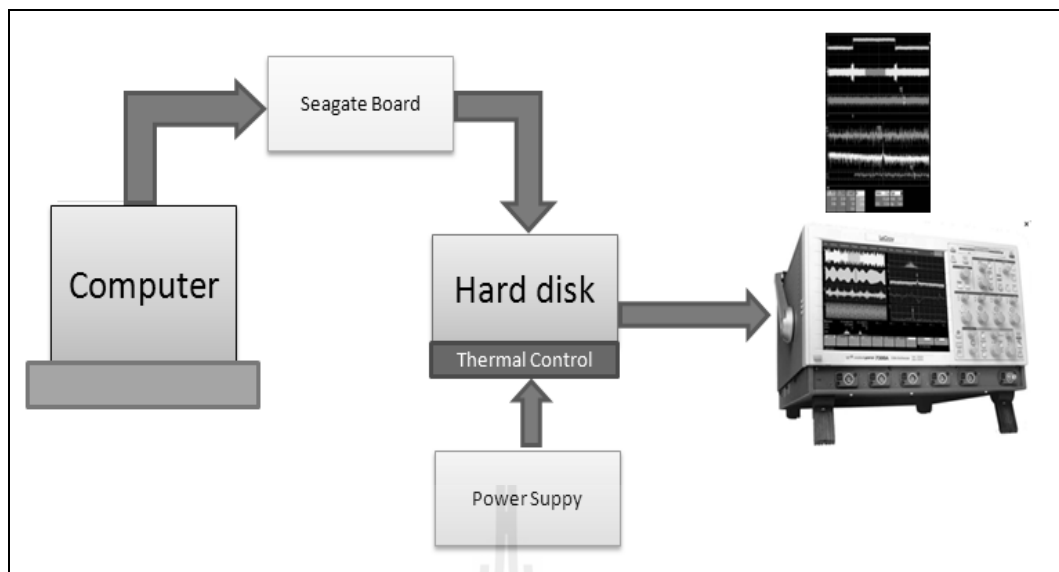 Seagate Board
Computer
Hard disk
Thermal Control
Power Suppy